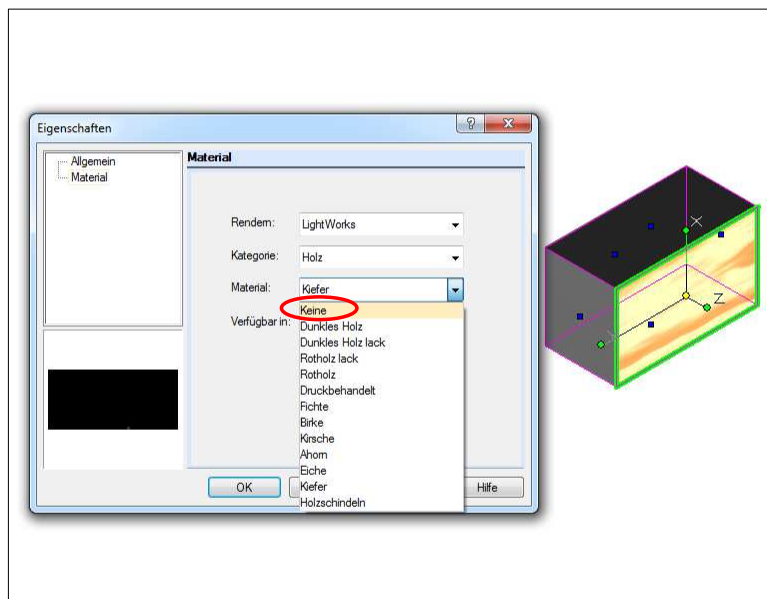 Eigenschaften
Allgemein
Material
Material
Rendern: LightWorks
Kategorie: Holz
Material: Kiefer
Verfügbar in:
Keine
Dunkles Holz
Dunkles Holz lack
Rotholz lack
Rotholz
Druckbehandelt
Fichte
Birke
Kirsche
Ahorn
Eiche
Kiefer
Holzschindeln
OK
Hilfe
X
Z